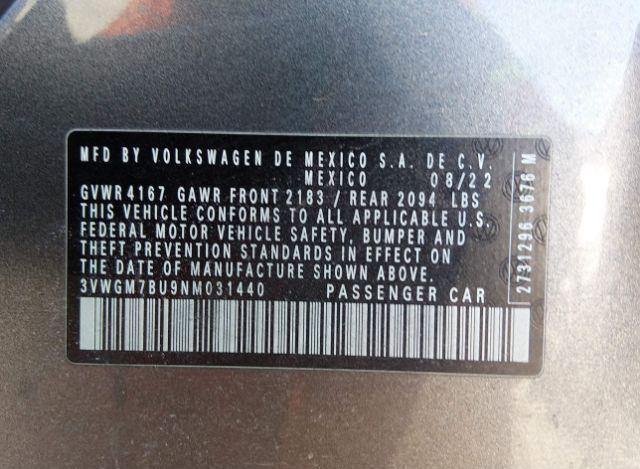 MFD BY VOLKSWAGEN DE MEXICO S.A. DE C.V.
MEXICO 08/22
GVWR 4167 GAWR FRONT 2183 / REAR 2094 LBS
THIS VEHICLE CONFORMS TO ALL APPLICABLE U.S.
FEDERAL MOTOR VEHICLE SAFETY, BUMPER AND
THEFT PREVENTION STANDARDS IN EFFECT ON
THE DATE OF MANUFACTURE SHOWN ABOVE.
3VWGM7BU9NM031440 PASSENGER CAR
2731296 3676 M